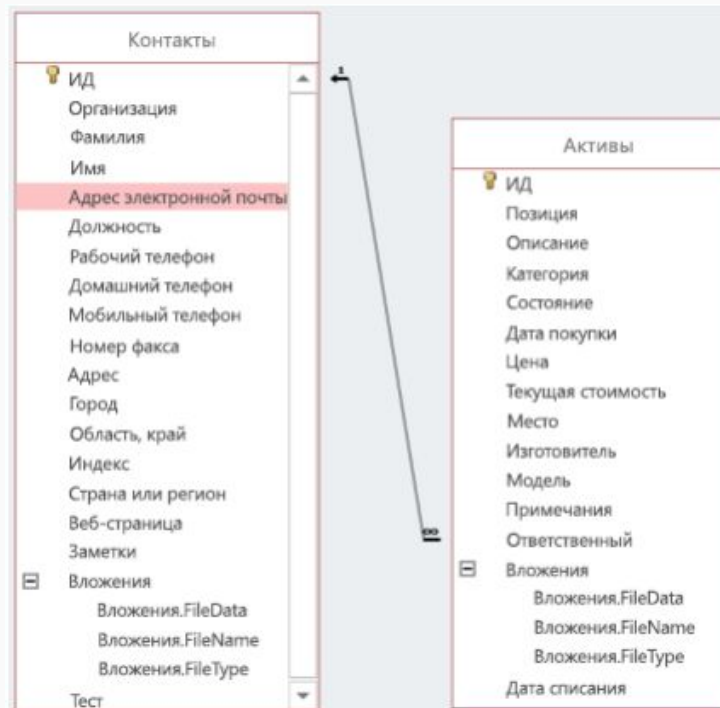 Контакты
ИД
Организация
Фамилия
Имя
Адрес электронной почты
Должность
Рабочий телефон
Домашний телефон
Мобильный телефон
Номер факса
Адрес
Город
Область, край
Индекс
Страна или регион
Веб-страница
Заметки
Вложения
Вложения.FileData
Вложения.FileName
Вложения.FileType
Тест
1
∞
Активы
ИД
Позиция
Описание
Категория
Состояние
Дата покупки
Цена
Текущая стоимость
Место
Изготовитель
Модель
Примечания
Ответственный
Вложения
Вложения.FileData
Вложения.FileName
Вложения.FileType
Дата списания